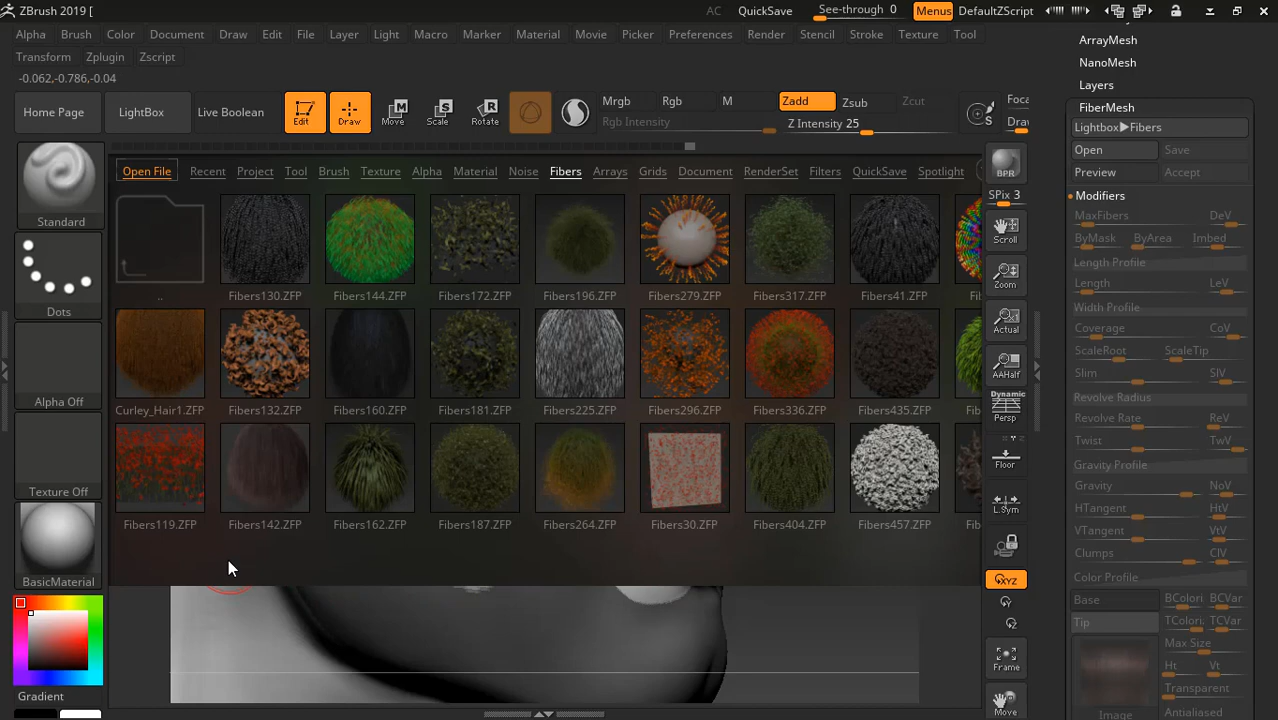 ZBrush 2019 [
AC QuickSave See-through 0 Menus DefaultZScript
Alpha Brush Color Document Draw Edit File Layer Light Macro Marker Material Movie Picker Preferences Render Stencil Stroke Texture Tool
Transform Zplugin Zscript
-0.062,-0.786,-0.04
Home Page LightBox Live Boolean Edit Draw Move Scale Rotate
Mrgb Rgb M Zadd Zsub Zcut Foca
Rgb Intensity Z Intensity 25 Draw
Open File Recent Project Tool Brush Texture Alpha Material Noise Fibers Arrays Grids Document RenderSet Filters QuickSave Spotlight
Standard
Dots
Alpha Off
Texture Off
BasicMaterial
Gradient
.. Fibers130.ZFP Fibers144.ZFP Fibers172.ZFP Fibers196.ZFP Fibers279.ZFP Fibers317.ZFP Fibers41.ZFP Fib
Curley_Hair1.ZFP Fibers132.ZFP Fibers160.ZFP Fibers181.ZFP Fibers225.ZFP Fibers296.ZFP Fibers336.ZFP Fibers435.ZFP Fib
Fibers119.ZFP Fibers142.ZFP Fibers162.ZFP Fibers187.ZFP Fibers264.ZFP Fibers30.ZFP Fibers404.ZFP Fibers457.ZFP Fib
BPR
SPix 3
Scroll
Zoom
Actual
AAHalf
Dynamic
Persp
Floor
L.Sym
XYZ
Frame
Move
ArrayMesh
NanoMesh
Layers
FiberMesh
Lightbox▶Fibers
Open Save
Preview Accept
Modifiers
MaxFibers DeV
ByMask ByArea Imbed
Length Profile
Length LeV
Width Profile
Coverage CoV
ScaleRoot ScaleTip
Slim SlV
Revolve Radius
Revolve Rate ReV
Twist TwV
Gravity Profile
Gravity NoV
HTangent HtV
VTangent VtV
Clumps ClV
Color Profile
Base BColori BCVar
Tip TColori. TCVar
Max Size
Ht Vt
Transparent
Image Antialiased